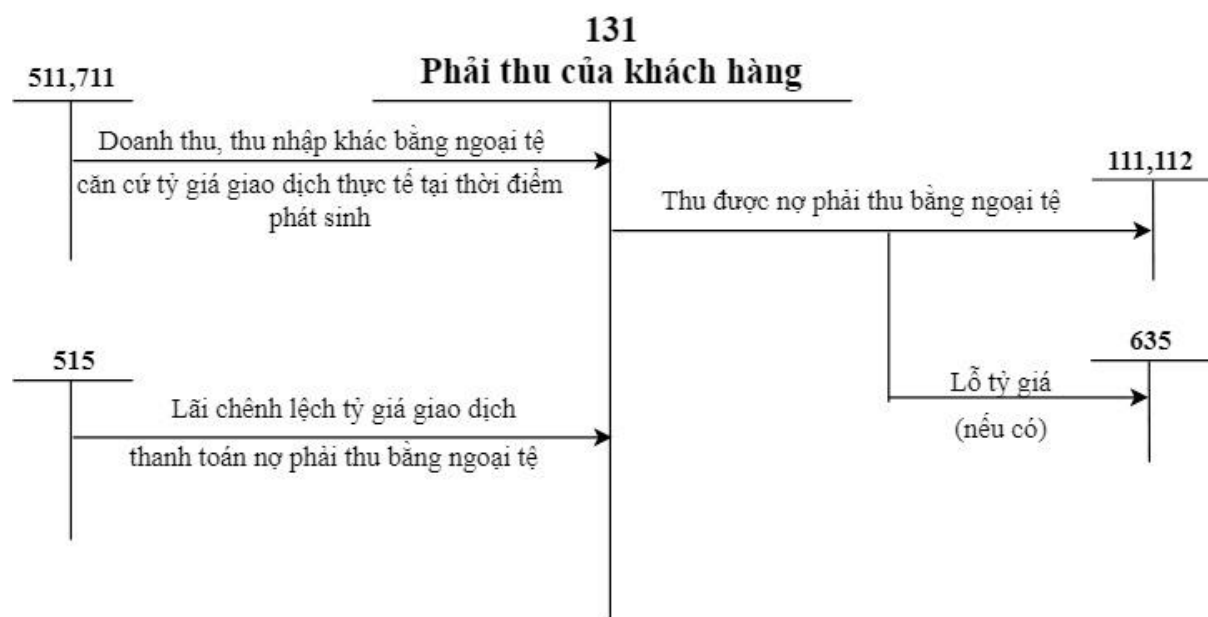 131
Phải thu của khách hàng
511,711
Doanh thu, thu nhập khác bằng ngoại tệ
căn cứ tỷ giá giao dịch thực tế tại thời điểm
phát sinh
111,112
Thu được nợ phải thu bằng ngoại tệ
515
Lãi chênh lệch tỷ giá giao dịch
thanh toán nợ phải thu bằng ngoại tệ
635
Lỗ tỷ giá
(nếu có)